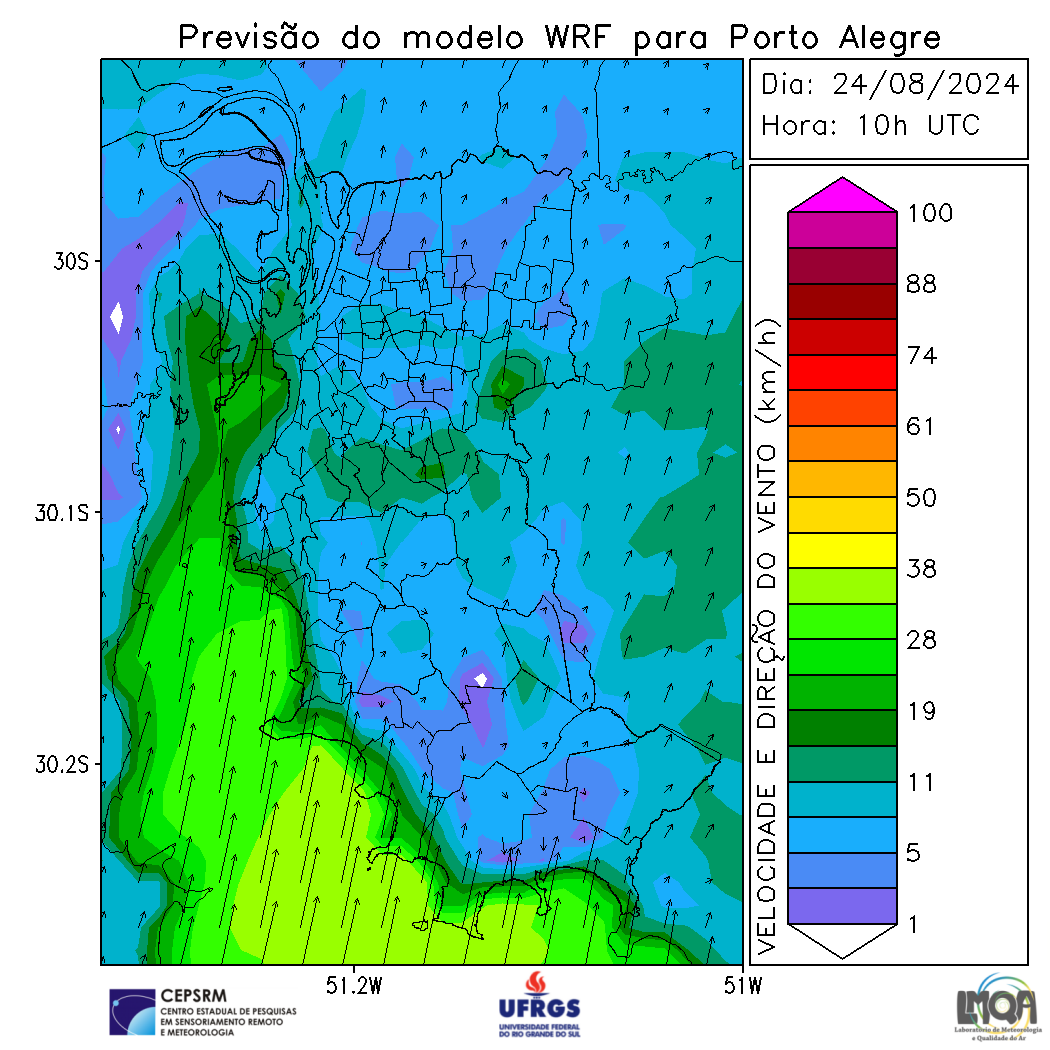 Previsão do modelo WRF para Porto Alegre
Dia: 24/08/2024
Hora: 10h UTC
30S
30.1S
30.2S
51.2W
51W
VELOCIDADE E DIREÇÃO DO VENTO (km/h)
100
88
74
61
50
38
28
19
11
5
1
CEPSRM
CENTRO ESTADUAL DE PESQUISAS
EM SENSORIAMENTO REMOTO
E METEOROLOGIA
UFRGS
UNIVERSIDADE FEDERAL
DO RIO GRANDE DO SUL
LMQA
Laboratório de Meteorologia
e Qualidade do Ar